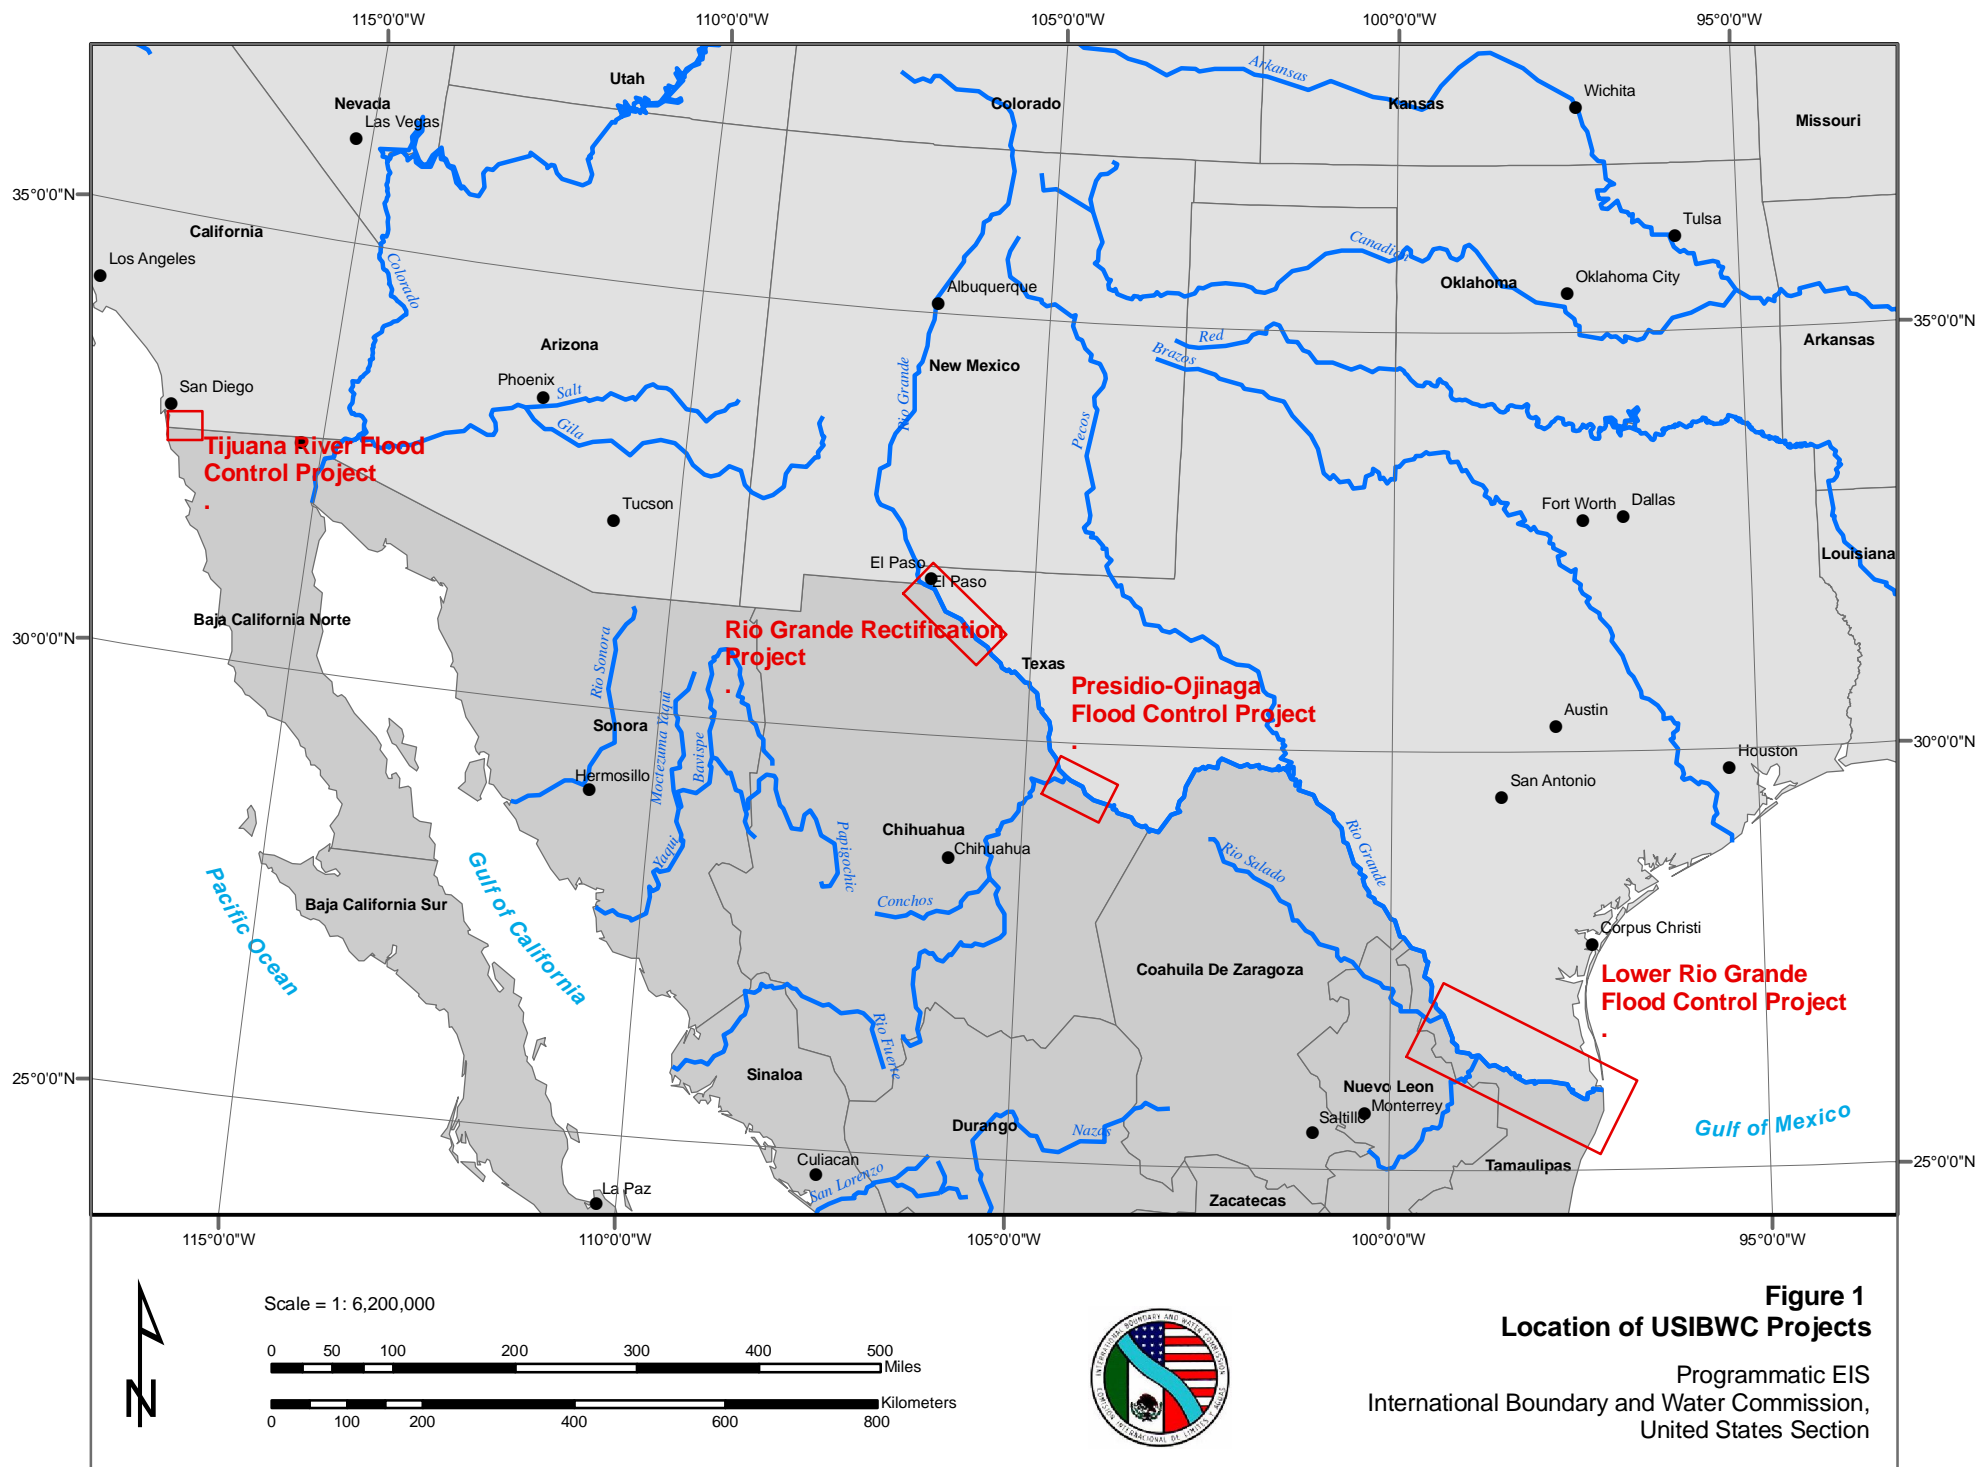 115°0'0"W
110°0'0"W
105°0'0"W
100°0'0"W
95°0'0"W
Utah
Nevada
Las Vegas
Colorado
Arkansas
Kansas
Wichita
Missouri
35°0'0"N
California
Los Angeles
Colorado
Albuquerque
Canadian
Oklahoma
Oklahoma City
Tulsa
35°0'0"N
Arkansas
Arizona
Phoenix
Salt
Gila
New Mexico
Rio Grande
Pecos
Red
Brazos
San Diego
Tijuana River Flood
Control Project
.
Tucson
Fort Worth
Dallas
Louisiana
El Paso
El Paso
Baja California Norte
30°0'0"N
Rio Sonora
Rio Grande Rectification
Project
.
Texas
Presidio-Ojinaga
Flood Control Project
.
Sonora
Moctezuma Yaqui
Bavispe
Austin
Houston
30°0'0"N
Hermosillo
San Antonio
Yaqui
Papigochic
Chihuahua
Chihuahua
Conchos
Rio Salado
Rio Grande
Pacific Ocean
Baja California Sur
Gulf of California
Corpus Christi
Coahuila De Zaragoza
Lower Rio Grande
Flood Control Project
.
Rio Fuerte
25°0'0"N
Sinaloa
Nuevo Leon
Monterrey
Saltillo
Durango
Nazas
Gulf of Mexico
Culiacan
San Lorenzo
Tamaulipas
25°0'0"N
La Paz
Zacatecas
115°0'0"W
110°0'0"W
105°0'0"W
100°0'0"W
95°0'0"W
N
Scale = 1: 6,200,000
0 50 100 200 300 400 500
Miles
Kilometers
0 100 200 400 600 800
INTERNATIONAL BOUNDARY AND WATER COMMISSION
COMISION INTERNACIONAL DE LIMITES Y AGUAS
Figure 1
Location of USIBWC Projects
Programmatic EIS
International Boundary and Water Commission,
United States Section